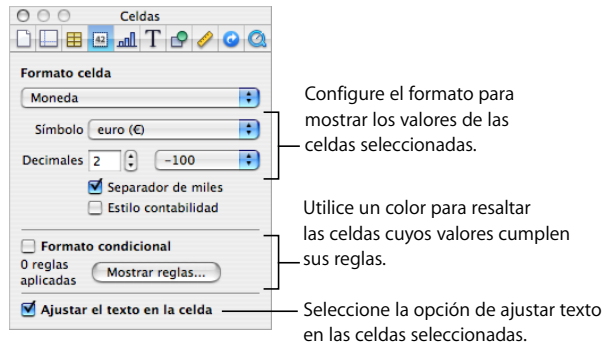 Celdas
42
T
Formato celda
Moneda
Símbolo euro (€)
Decimales 2 -100
Separador de miles
Estilo contabilidad
Formato condicional
0 reglas
aplicadas
Mostrar reglas...
Ajustar el texto en la celda
Configure el formato para
mostrar los valores de las
celdas seleccionadas.
Utilice un color para resaltar
las celdas cuyos valores cumplen
sus reglas.
Seleccione la opción de ajustar texto
en las celdas seleccionadas.